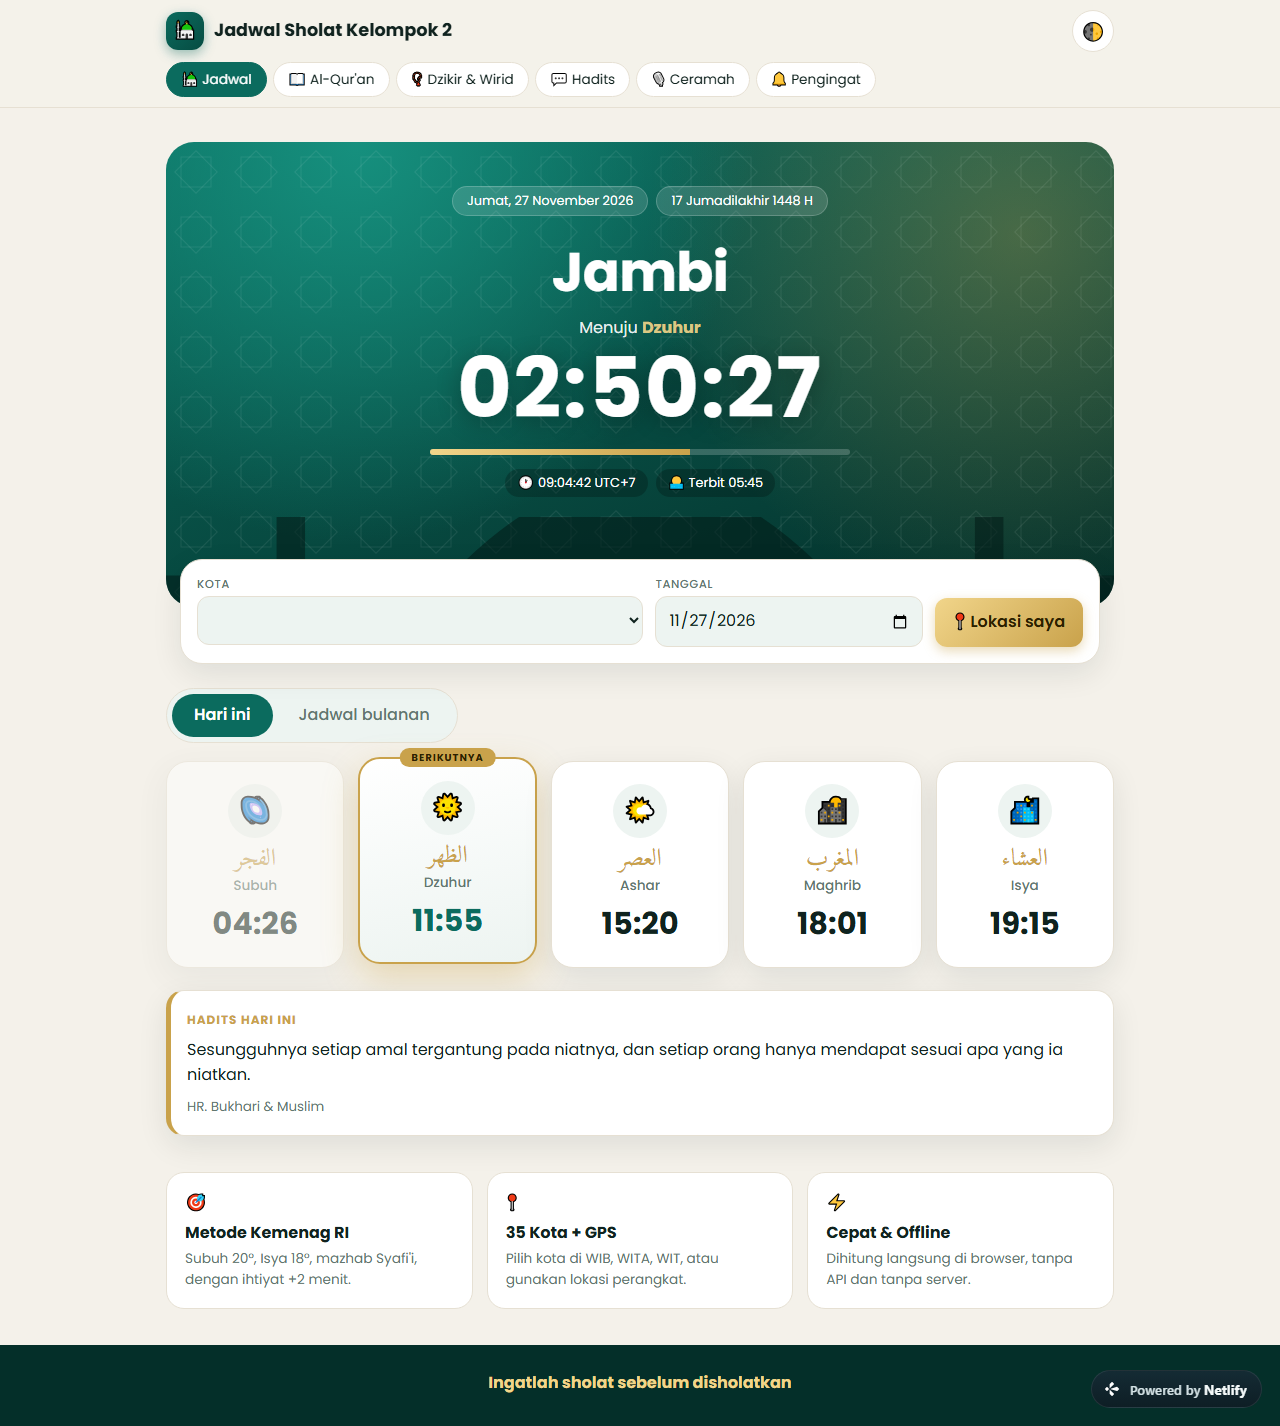 Jadwal Sholat Kelompok 2
Jadwal
Al-Qur'an
Dzikir & Wirid
Hadits
Ceramah
Pengingat
Jumat, 27 November 2026
17 Jumadilakhir 1448 H
Jambi
Menuju Dzuhur
02:50:27
09:04:42 UTC+7
Terbit 05:45
KOTA
TANGGAL
11/27/2026
Lokasi saya
Hari ini
Jadwal bulanan
BERIKUTNYA
الفجر
Subuh
04:26
الظهر
Dzuhur
11:55
العصر
Ashar
15:20
المغرب
Maghrib
18:01
العشاء
Isya
19:15
HADITS HARI INI
Sesungguhnya setiap amal tergantung pada niatnya, dan setiap orang hanya mendapat sesuai apa yang ia
niatkan.
HR. Bukhari & Muslim
Metode Kemenag RI
Subuh 20°, Isya 18°, mazhab Syafi'i,
dengan ihtiyat +2 menit.
35 Kota + GPS
Pilih kota di WIB, WITA, WIT, atau
gunakan lokasi perangkat.
Cepat & Offline
Dihitung langsung di browser, tanpa
API dan tanpa server.
Ingatlah sholat sebelum disholatkan
Powered by Netlify